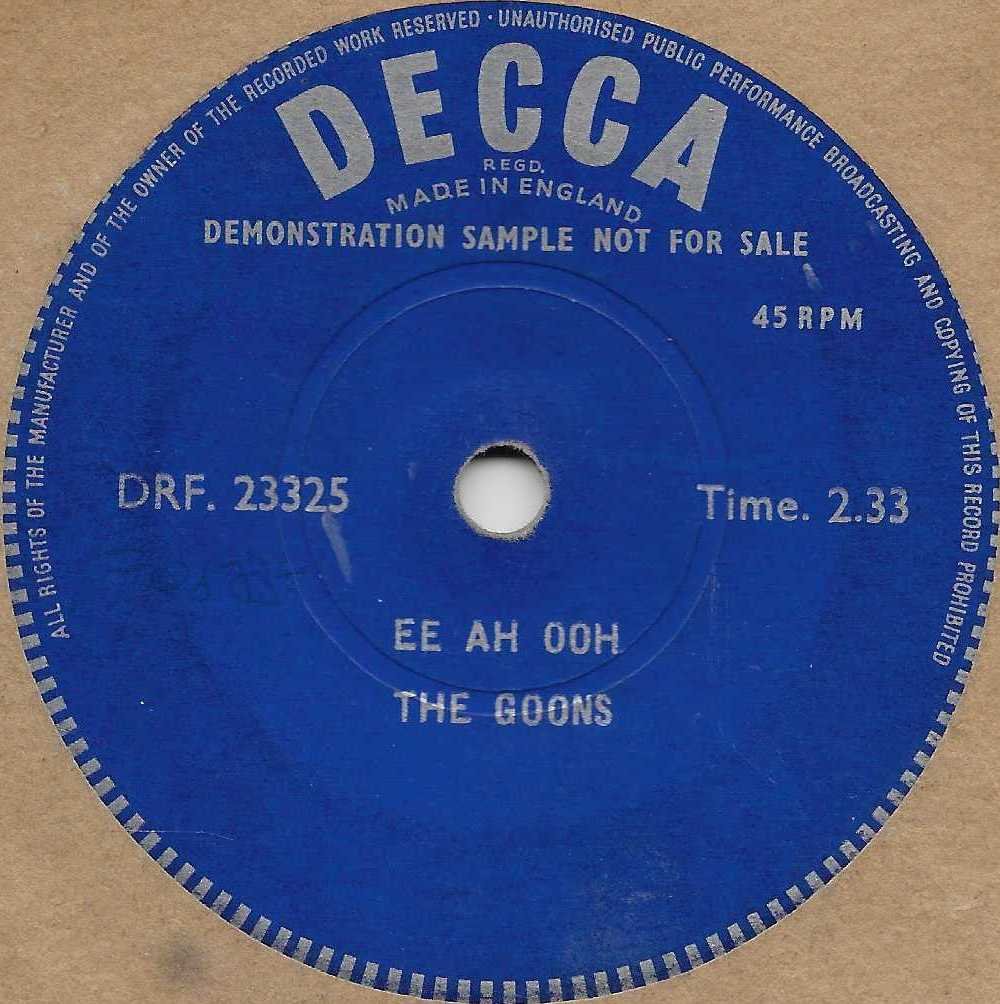 ALL RIGHTS OF THE MANUFACTURER AND OF THE OWNER OF THE RECORDED WORK RESERVED · UNAUTHORISED PUBLIC PERFORMANCE BROADCASTING AND COPYING OF THIS RECORD PROHIBITED
DECCA
REGD.
MADE IN ENGLAND
DEMONSTRATION SAMPLE NOT FOR SALE
45 RPM
DRF. 23325
Time. 2.33
EE AH OOH
THE GOONS